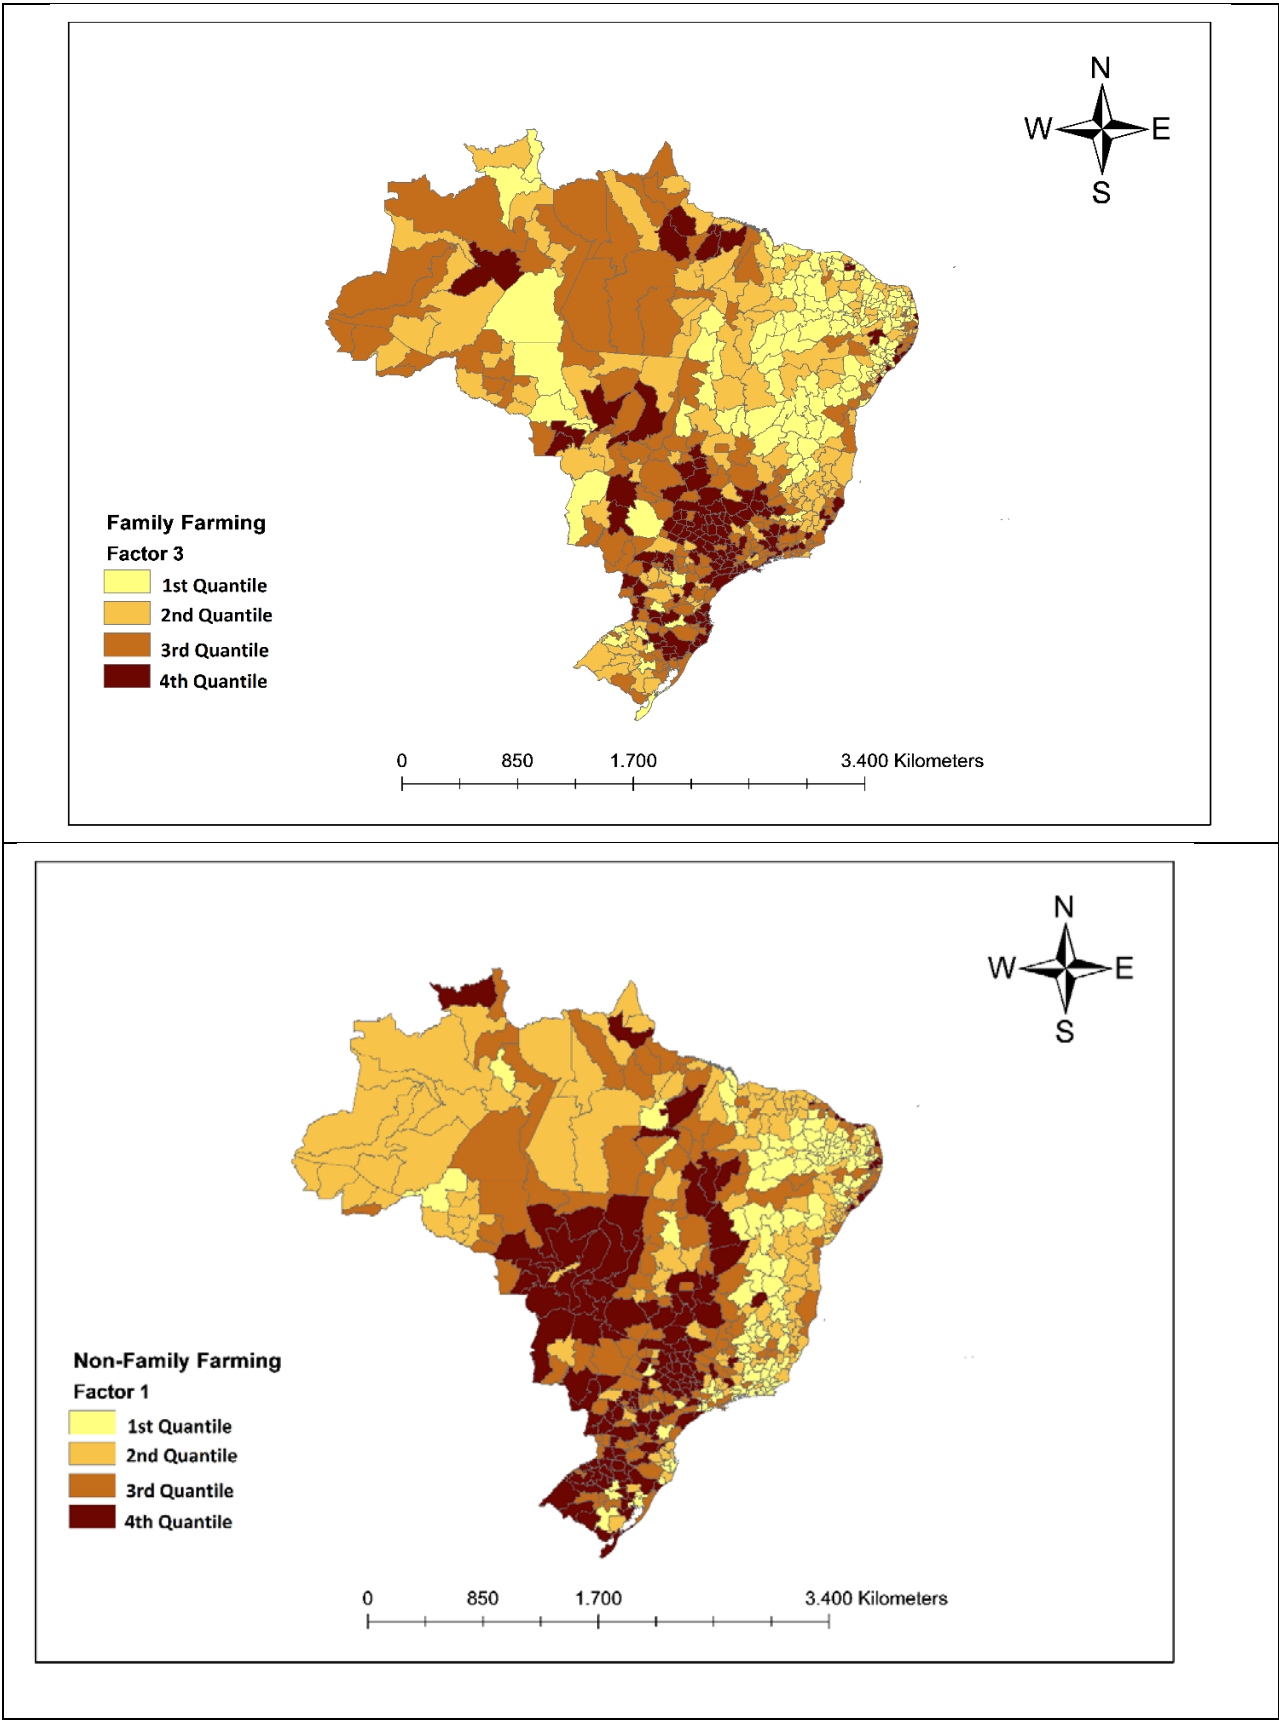 N
W E
S
Family Farming
Factor 3
1st Quantile
2nd Quantile
3rd Quantile
4th Quantile
0 850 1.700 3.400 Kilometers
N
W E
S
Non-Family Farming
Factor 1
1st Quantile
2nd Quantile
3rd Quantile
4th Quantile
0 850 1.700 3.400 Kilometers